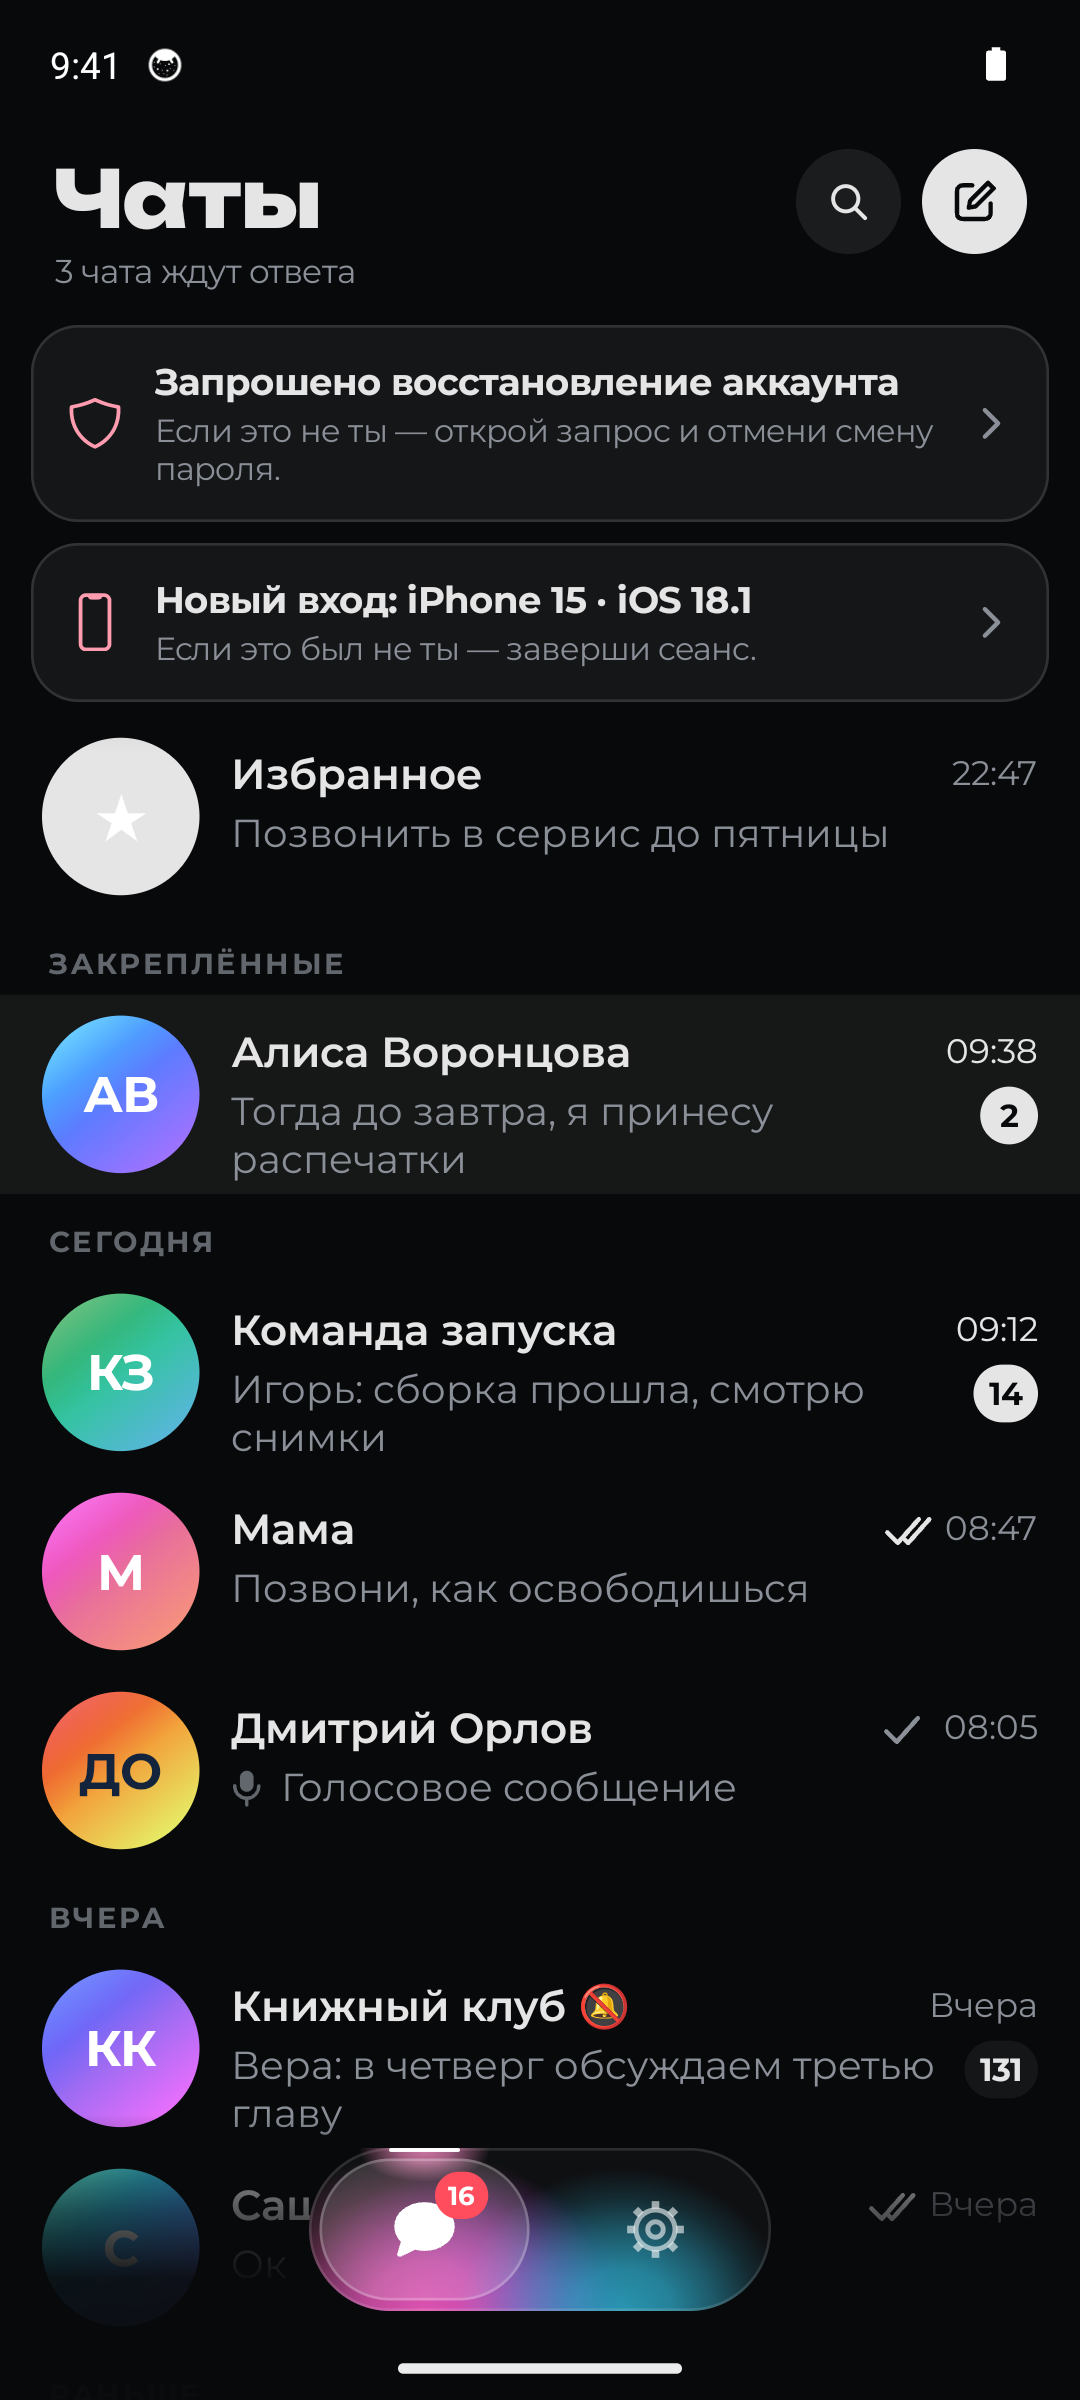 9:41
Чаты
3 чата ждут ответа
Запрошено восстановление аккаунта
Если это не ты — открой запрос и отмени смену
пароля.
Новый вход: iPhone 15 · iOS 18.1
Если это был не ты — заверши сеанс.
Избранное
22:47
Позвонить в сервис до пятницы
ЗАКРЕПЛЁННЫЕ
АВ
Алиса Воронцова
09:38
Тогда до завтра, я принесу
распечатки
2
СЕГОДНЯ
КЗ
Команда запуска
09:12
Игорь: сборка прошла, смотрю
снимки
14
М
Мама
08:47
Позвони, как освободишься
ДО
Дмитрий Орлов
08:05
Голосовое сообщение
ВЧЕРА
КК
Книжный клуб
Вчера
Вера: в четверг обсуждаем третью
главу
131
С
Вчера
Ок
16
РАНЬШЕ